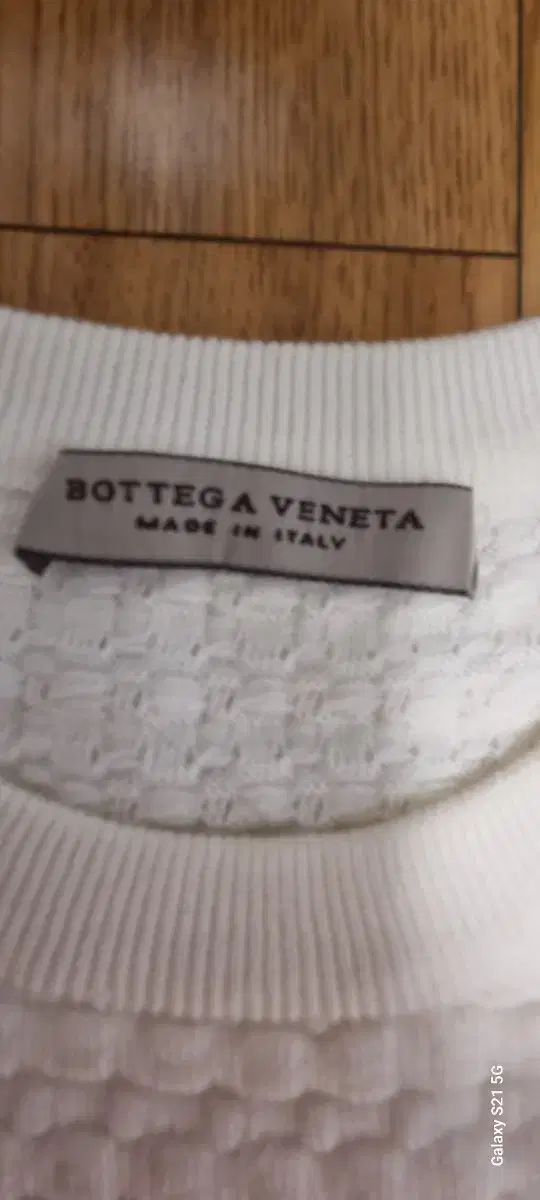 BOTTEGA VENETA
MADE IN ITALY
Galaxy S21 5G